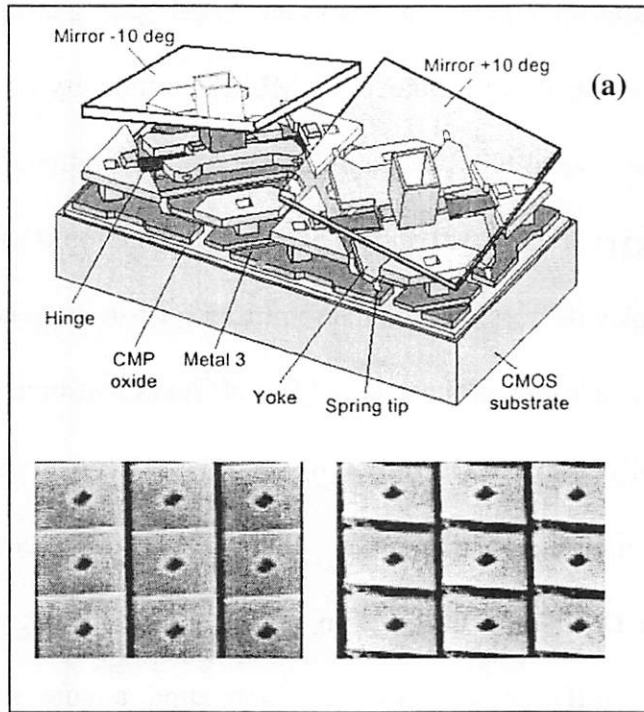 Mirror -10 deg
Mirror +10 deg
(a)
Hinge
CMP
oxide
Metal 3
Yoke
Spring tip
CMOS
substrate